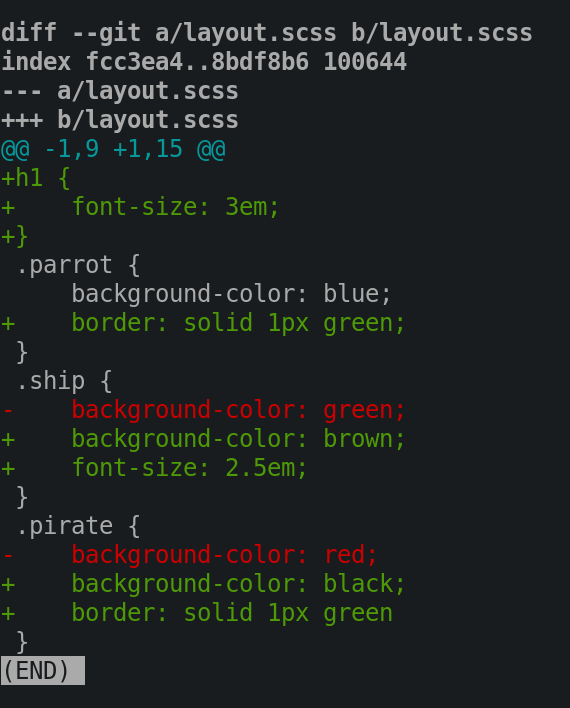 diff --git a/layout.scss b/layout.scss
index fcc3ea4..8bdf8b6 100644
--- a/layout.scss
+++ b/layout.scss
@@ -1,9 +1,15 @@
+h1 {
+    font-size: 3em;
+}
 .parrot {
     background-color: blue;
+    border: solid 1px green;
 }
 .ship {
-    background-color: green;
+    background-color: brown;
+    font-size: 2.5em;
 }
 .pirate {
-    background-color: red;
+    background-color: black;
+    border: solid 1px green
 }
(END)